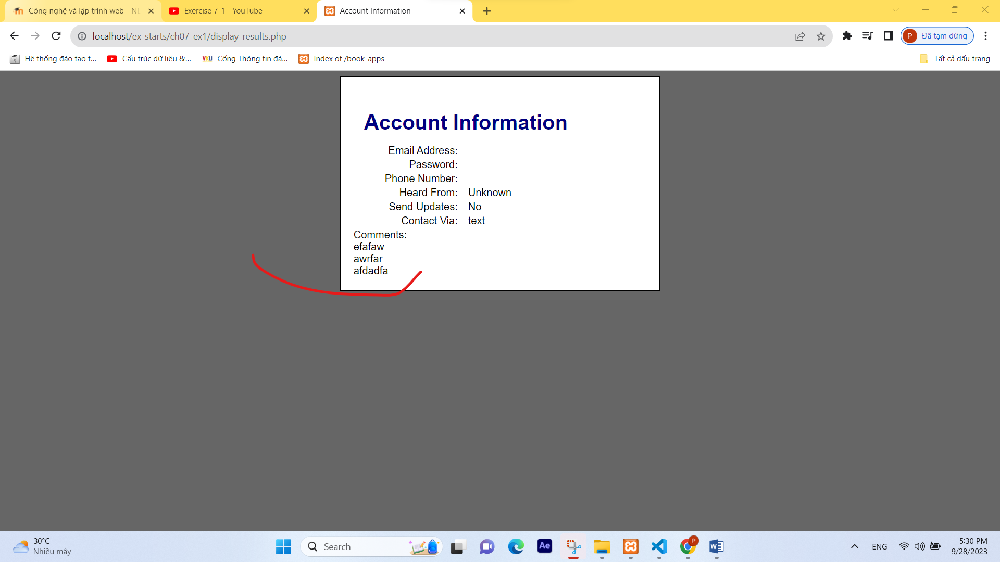 Công nghệ và lập trình web - NL
Exercise 7-1 - YouTube
Account Information
localhost/ex_starts/ch07_ex1/display_results.php
P
Đã tạm dừng
Hệ thống đào tạo t...
Cấu trúc dữ liệu &...
VKU
Cổng Thông tin đà...
Index of /book_apps
Tất cả dấu trang
Account Information
Email Address:
Password:
Phone Number:
Heard From: Unknown
Send Updates: No
Contact Via: text
Comments:
efafaw
awrfar
afdadfa
30°C
Nhiều mây
Search
Ae
P
W
ENG
5:30 PM
9/28/2023